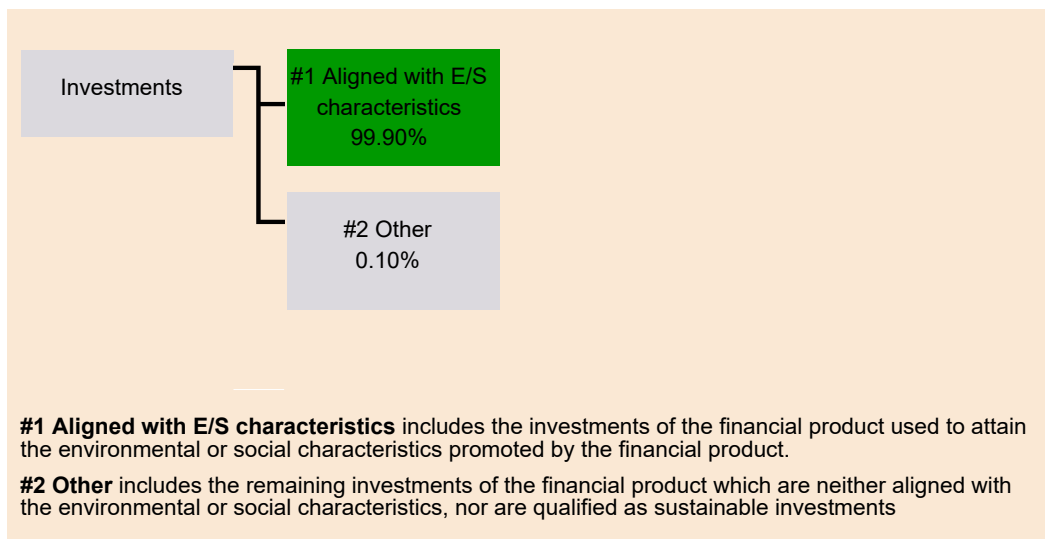 Investments
#1 Aligned with E/S
characteristics
99.90%
#2 Other
0.10%
#1 Aligned with E/S characteristics includes the investments of the financial product used to attain
the environmental or social characteristics promoted by the financial product.
#2 Other includes the remaining investments of the financial product which are neither aligned with
the environmental or social characteristics, nor are qualified as sustainable investments